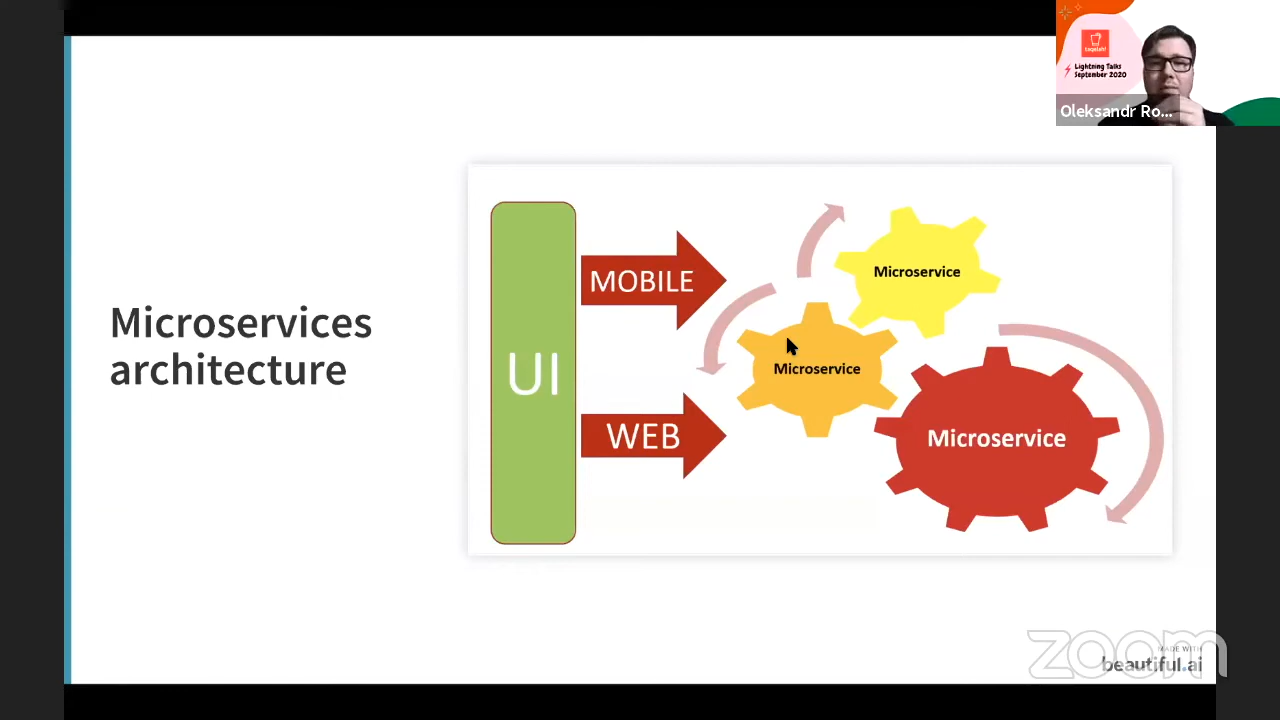 tageloh!
Lightning Talks
September 2020
Oleksandr Ro...
Microservices
architecture
UI
MOBILE
WEB
Microservice
Microservice
Microservice
zoom
MADE WITH
beautiful.ai